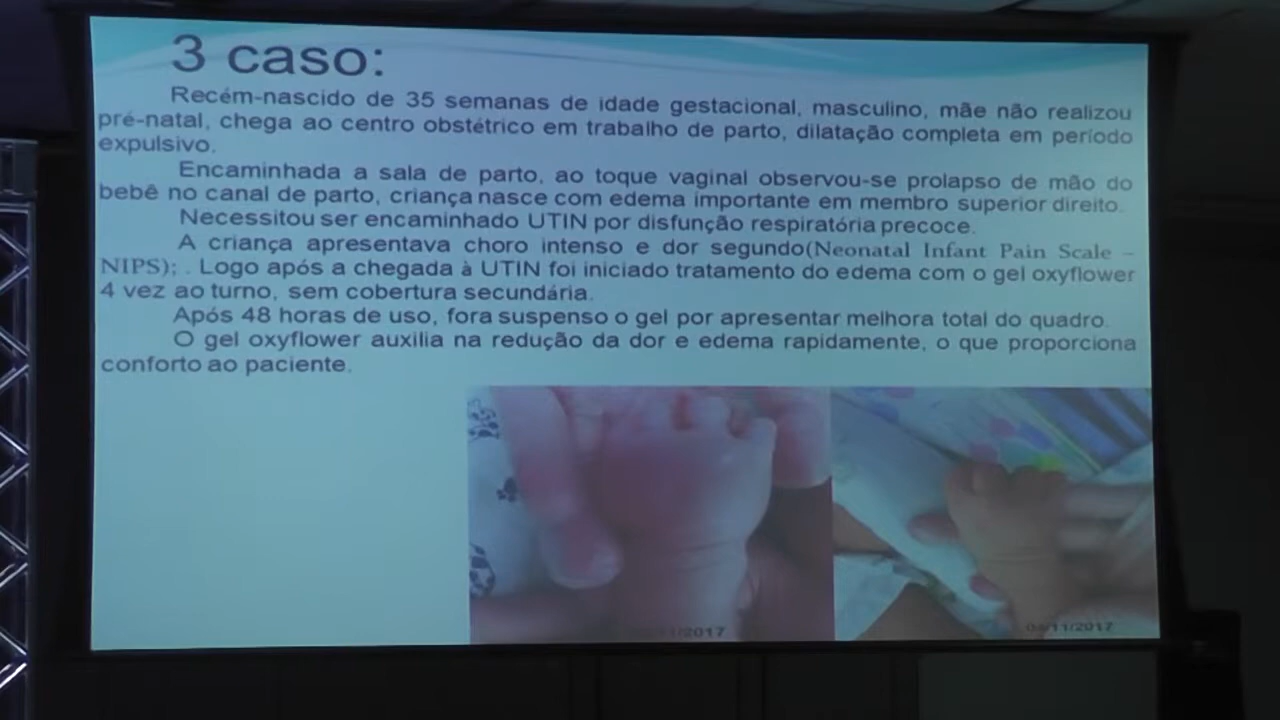 3 caso:
Recém-nascido de 35 semanas de idade gestacional, masculino, mãe não realizou
pré-natal, chega ao centro obstétrico em trabalho de parto, dilatação completa em período
expulsivo.
Encaminhada a sala de parto, ao toque vaginal observou-se prolapso de mão do
bebê no canal de parto, criança nasce com edema importante em membro superior direito.
Necessitou ser encaminhado UTIN por disfunção respiratória precoce.
A criança apresentava choro intenso e dor segundo(Neonatal Infant Pain Scale –
NIPS); . Logo após a chegada à UTIN foi iniciado tratamento do edema com o gel oxyflower
4 vez ao turno, sem cobertura secundária.
Após 48 horas de uso, fora suspenso o gel por apresentar melhora total do quadro.
O gel oxyflower auxilia na redução da dor e edema rapidamente, o que proporciona
conforto ao paciente.